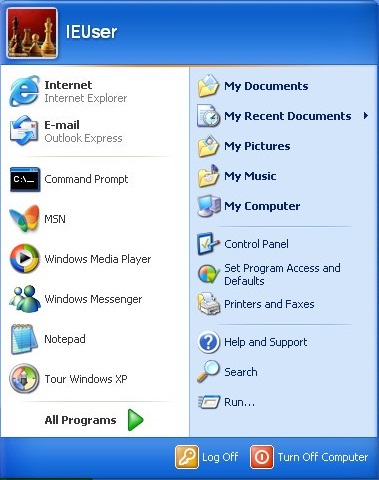 IEUser
Internet
Internet Explorer
E-mail
Outlook Express
C:\_
Command Prompt
MSN
Windows Media Player
Windows Messenger
Notepad
Tour Windows XP
All Programs
My Documents
My Recent Documents
My Pictures
My Music
My Computer
Control Panel
Set Program Access and
Defaults
Printers and Faxes
Help and Support
Search
Run...
Log Off
Turn Off Computer